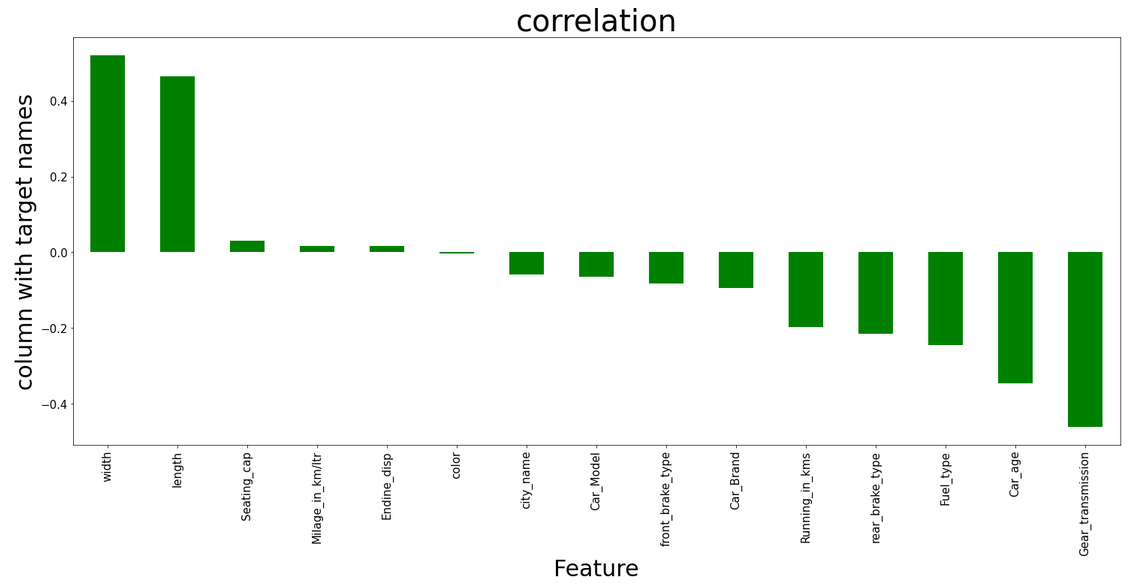 correlation
column with target names
0.4
0.2
0.0
−0.2
−0.4
width
length
Seating_cap
Milage_in_km/ltr
Endine_disp
color
city_name
Car_Model
front_brake_type
Car_Brand
Running_in_kms
rear_brake_type
Fuel_type
Car_age
Gear_transmission
Feature